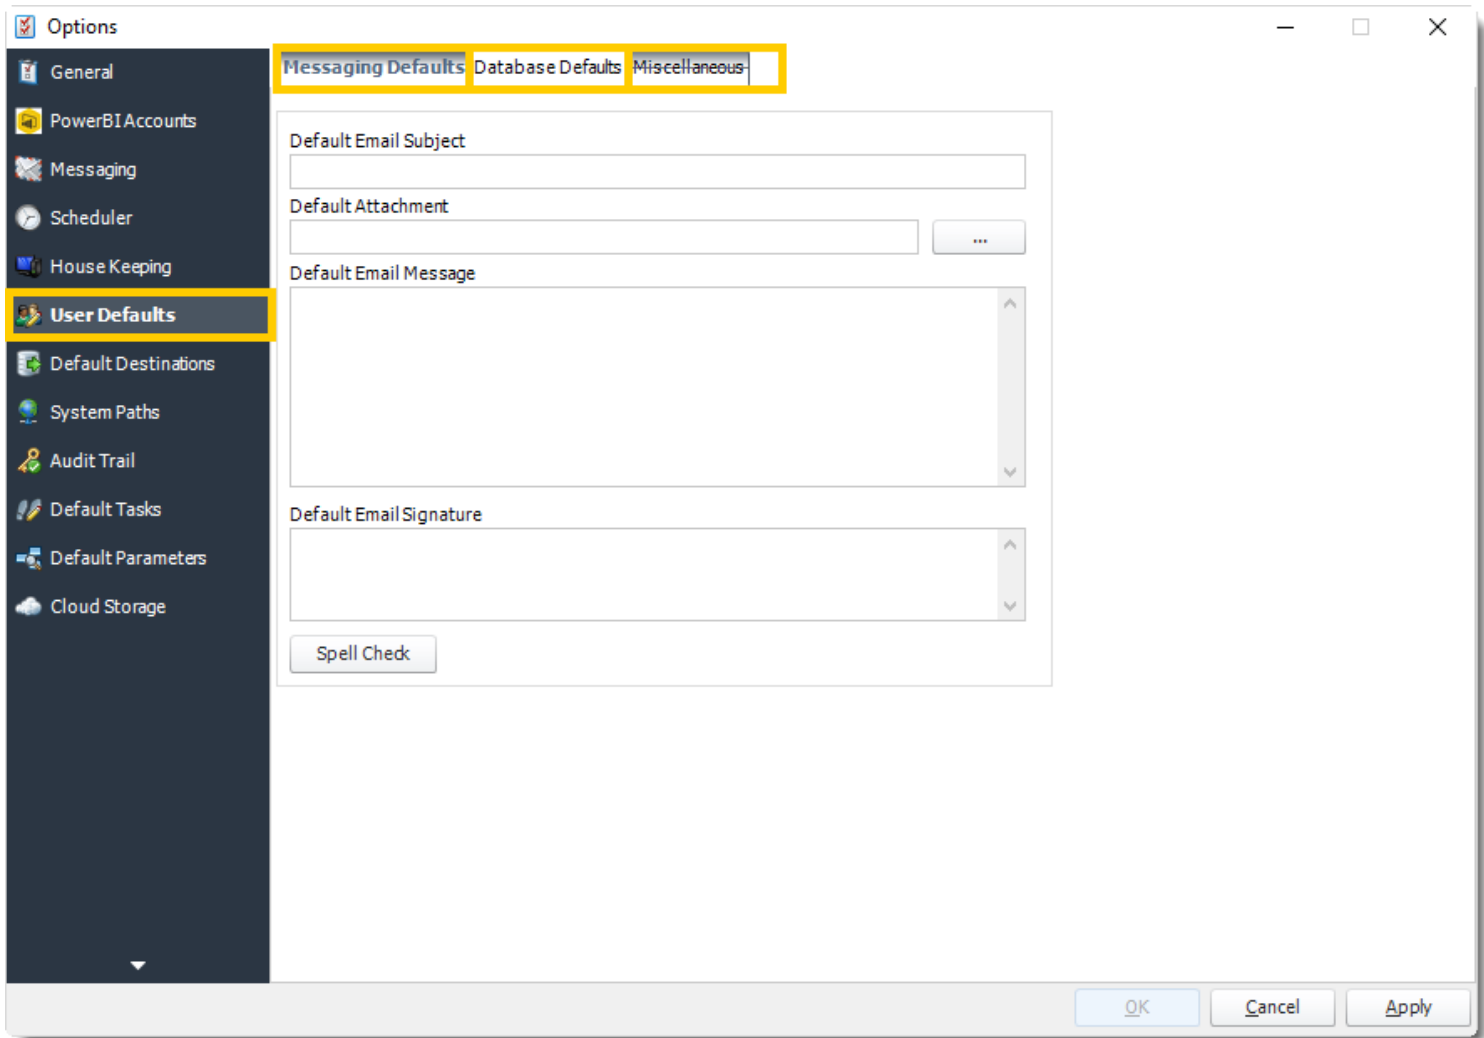 Options
General
PowerBI Accounts
Messaging
Scheduler
House Keeping
User Defaults
Default Destinations
System Paths
Audit Trail
Default Tasks
Default Parameters
Cloud Storage
Messaging Defaults Database Defaults Miscellaneous
Default Email Subject
Default Attachment
...
Default Email Message
Default Email Signature
Spell Check
OK Cancel Apply